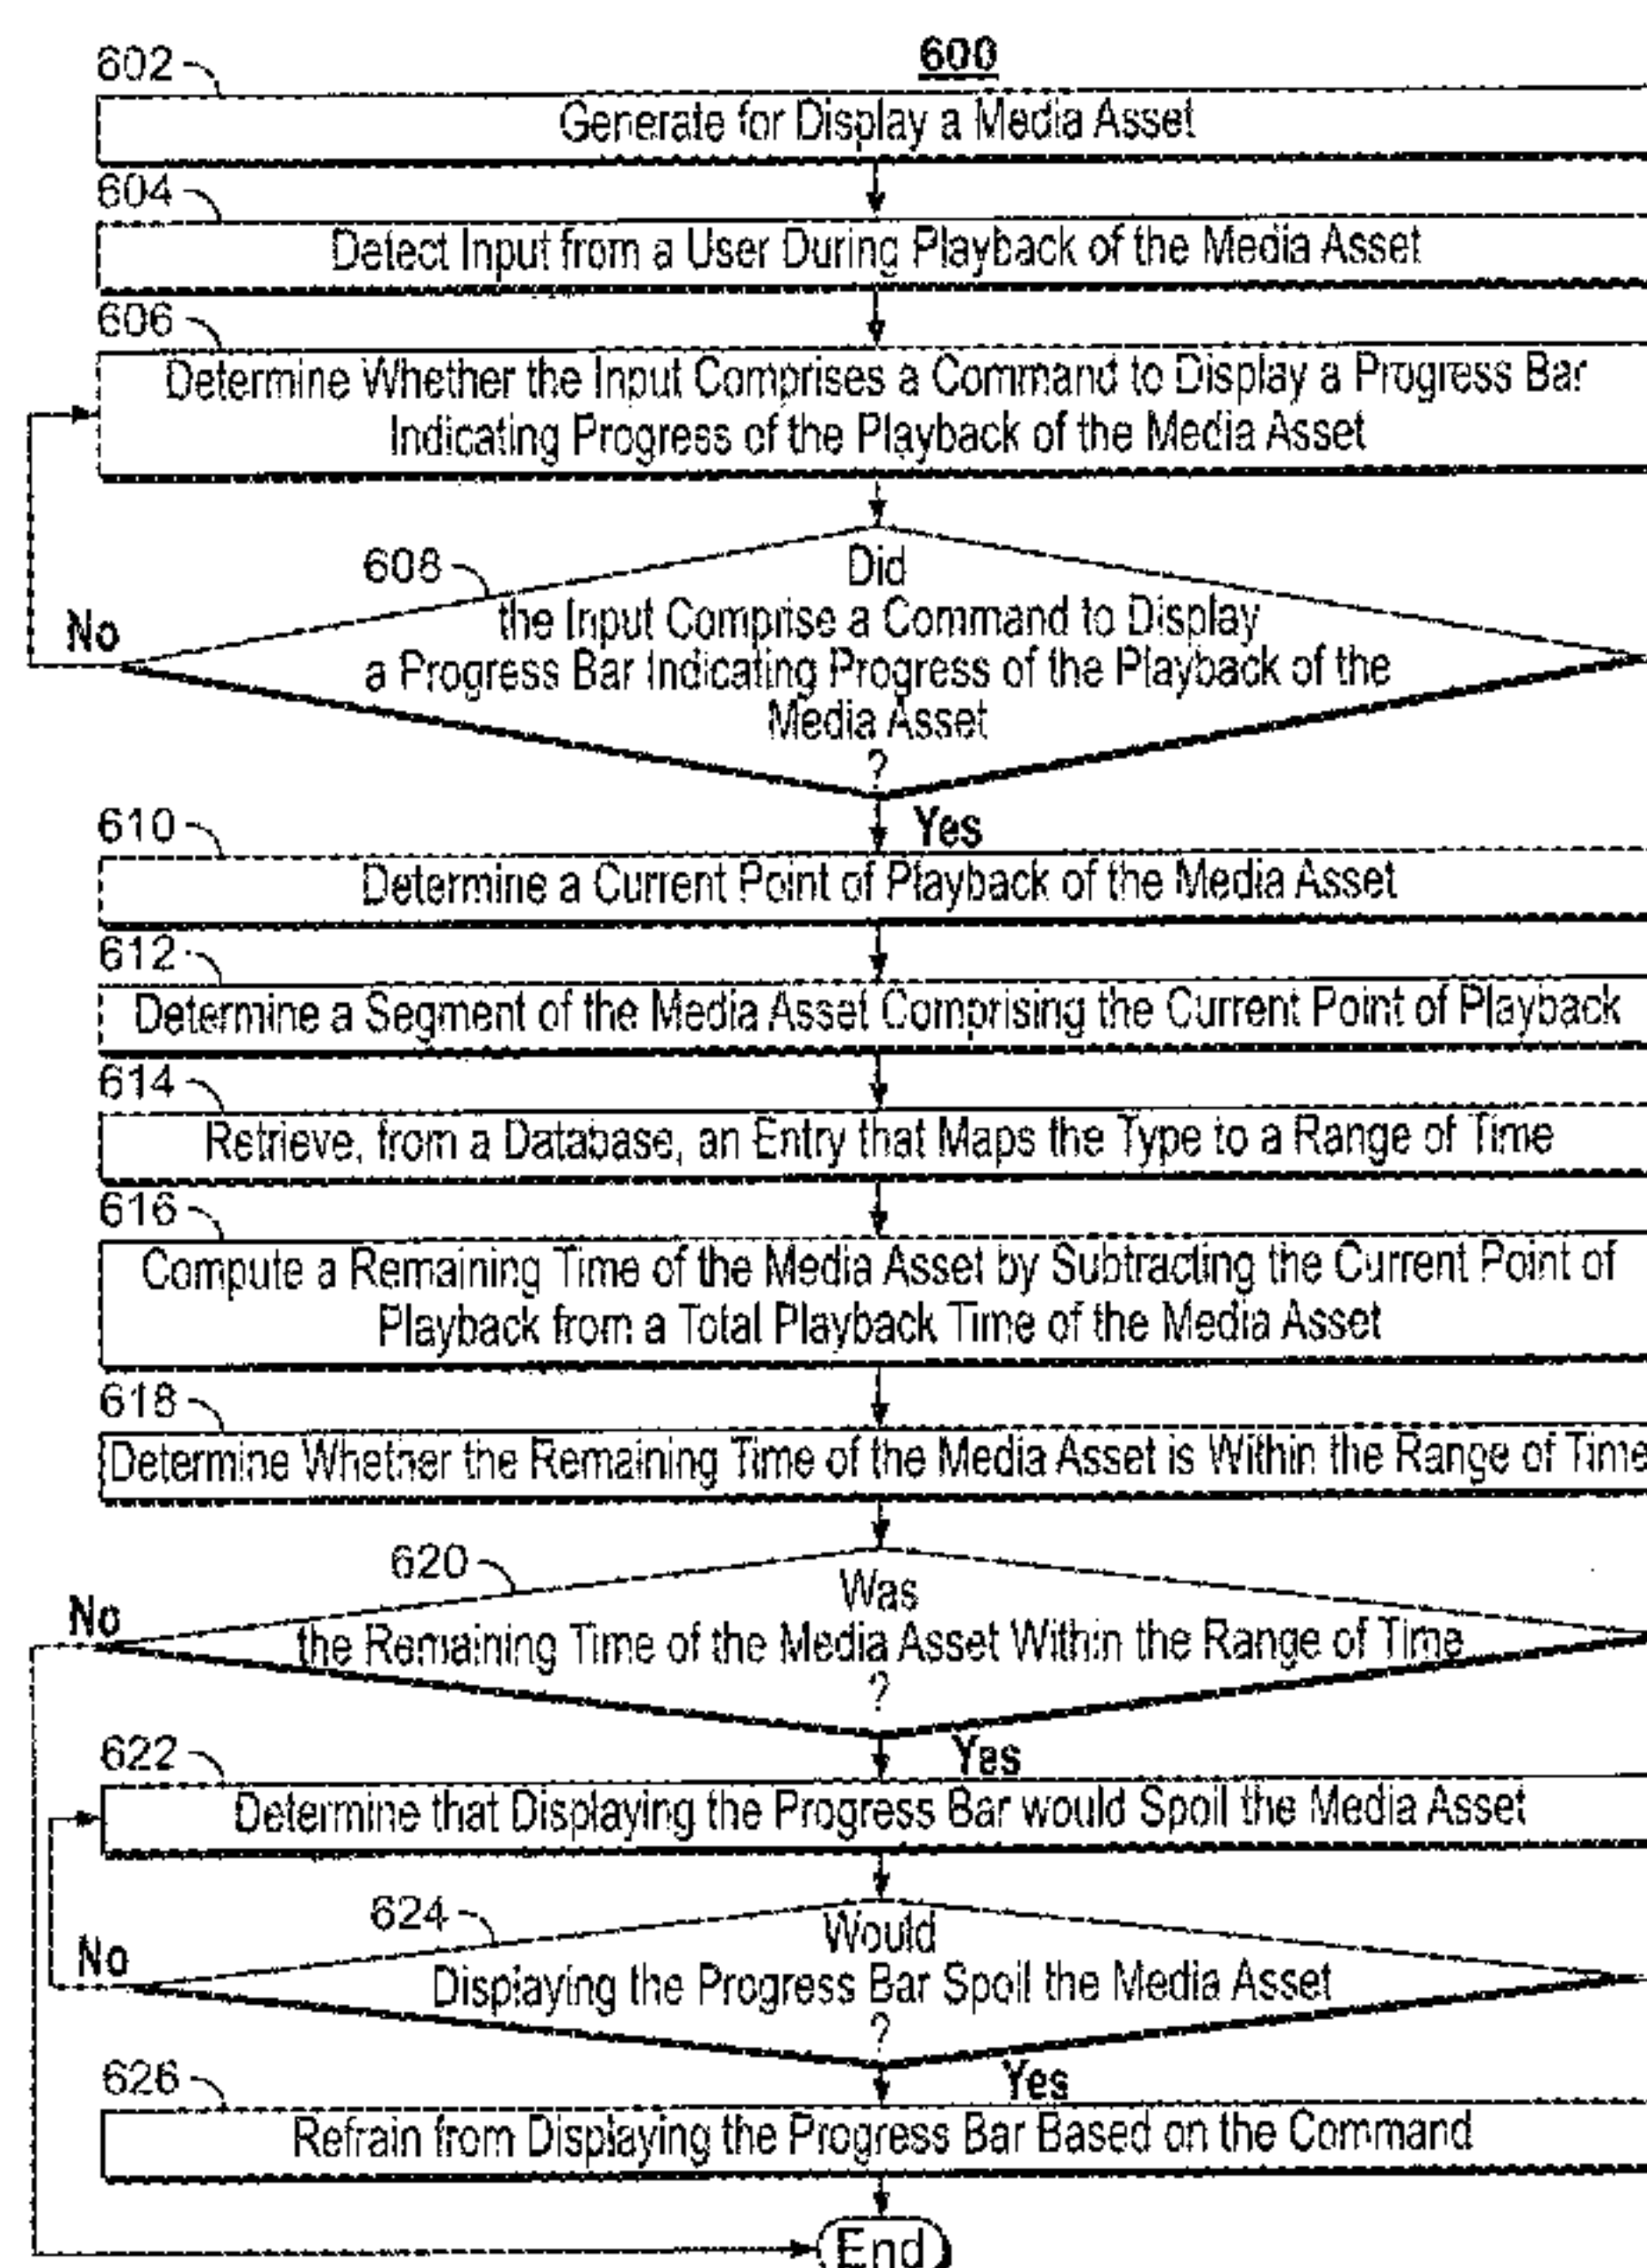 600
602
Generate for Display a Media Asset
604
Detect Input from a User During Playback of the Media Asset
606
Determine Whether the Input Comprises a Command to Display a Progress Bar
Indicating Progress of the Playback of the Media Asset
608
Did
the Input Comprise a Command to Display
a Progress Bar Indicating Progress of the Playback of the
Media Asset
?
No
Yes
610
Determine a Current Point of Playback of the Media Asset
612
Determine a Segment of the Media Asset Comprising the Current Point of Playback
614
Retrieve, from a Database, an Entry that Maps the Type to a Range of Time
616
Compute a Remaining Time of the Media Asset by Subtracting the Current Point of
Playback from a Total Playback Time of the Media Asset
618
Determine Whether the Remaining Time of the Media Asset is Within the Range of Time
620
Was
the Remaining Time of the Media Asset Within the Range of Time
?
No
Yes
622
Determine that Displaying the Progress Bar would Spoil the Media Asset
624
Would
Displaying the Progress Bar Spoil the Media Asset
?
No
Yes
626
Refrain from Displaying the Progress Bar Based on the Command
End